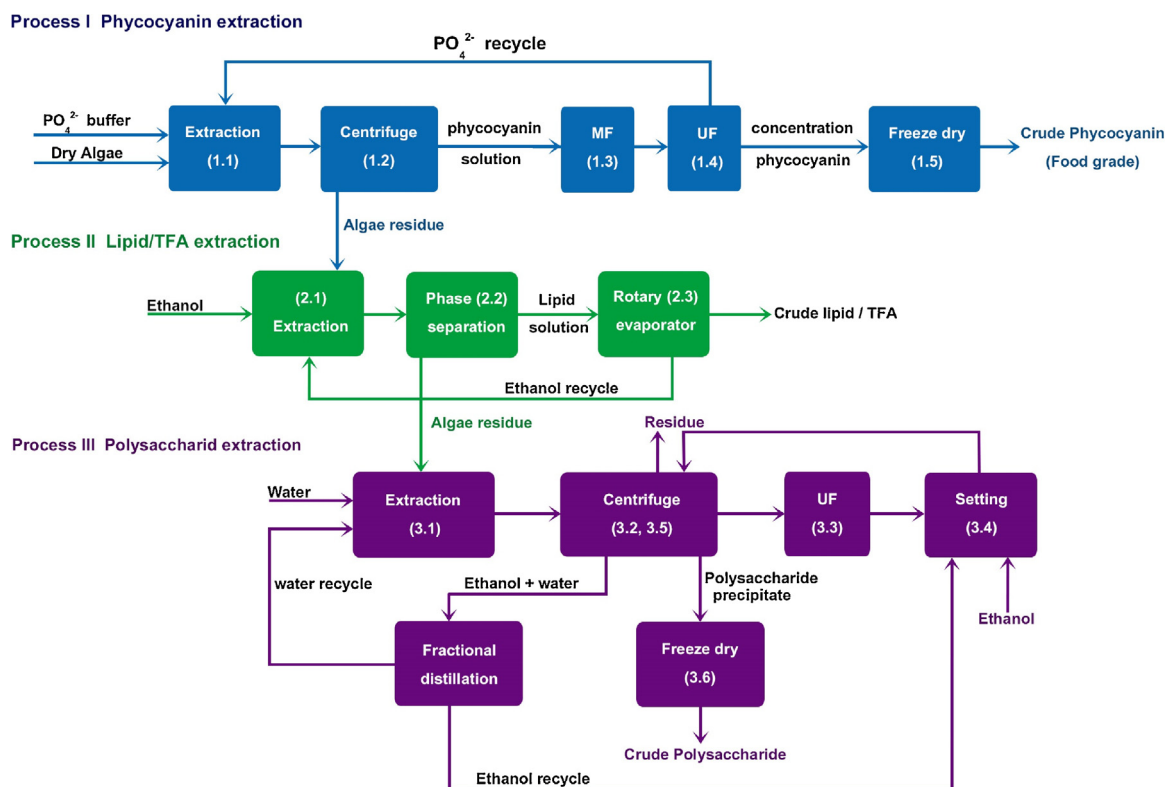 Process I Phycocyanin extraction
PO₄²⁻ recycle
PO₄²⁻ buffer
Dry Algae
Extraction
(1.1)
Centrifuge
(1.2)
phycocyanin
solution
MF
(1.3)
UF
(1.4)
concentration
phycocyanin
Freeze dry
(1.5)
Crude Phycocyanin
(Food grade)
Algae residue
Process II Lipid/TFA extraction
Ethanol
(2.1)
Extraction
Phase (2.2)
separation
Lipid
solution
Rotary (2.3)
evaporator
Crude lipid / TFA
Ethanol recycle
Algae residue
Process III Polysaccharid extraction
Residue
Water
Extraction
(3.1)
Centrifuge
(3.2, 3.5)
UF
(3.3)
Setting
(3.4)
water recycle
Ethanol + water
Polysaccharide
precipitate
Ethanol
Fractional
distillation
Freeze dry
(3.6)
Crude Polysaccharide
Ethanol recycle